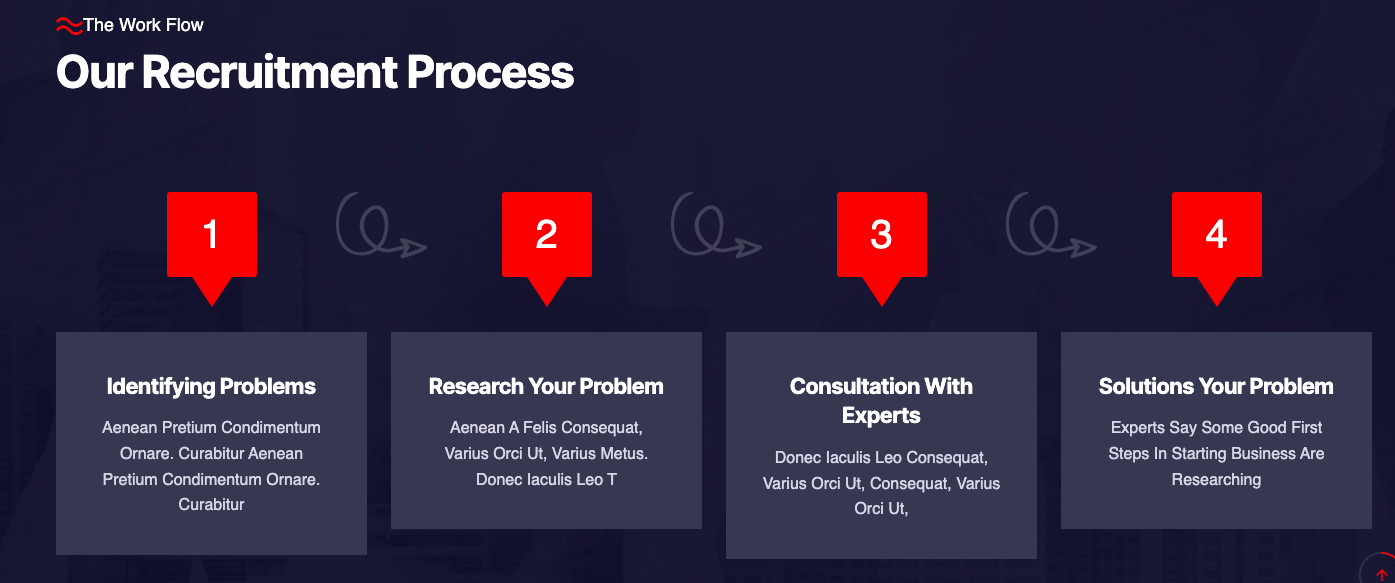 The Work Flow
Our Recruitment Process
1
2
3
4
Identifying Problems
Aenean Pretium Condimentum
Ornare. Curabitur Aenean
Pretium Condimentum Ornare.
Curabitur
Research Your Problem
Aenean A Felis Consequat,
Varius Orci Ut, Varius Metus.
Donec Iaculis Leo T
Consultation With
Experts
Donec Iaculis Leo Consequat,
Varius Orci Ut, Consequat, Varius
Orci Ut,
Solutions Your Problem
Experts Say Some Good First
Steps In Starting Business Are
Researching